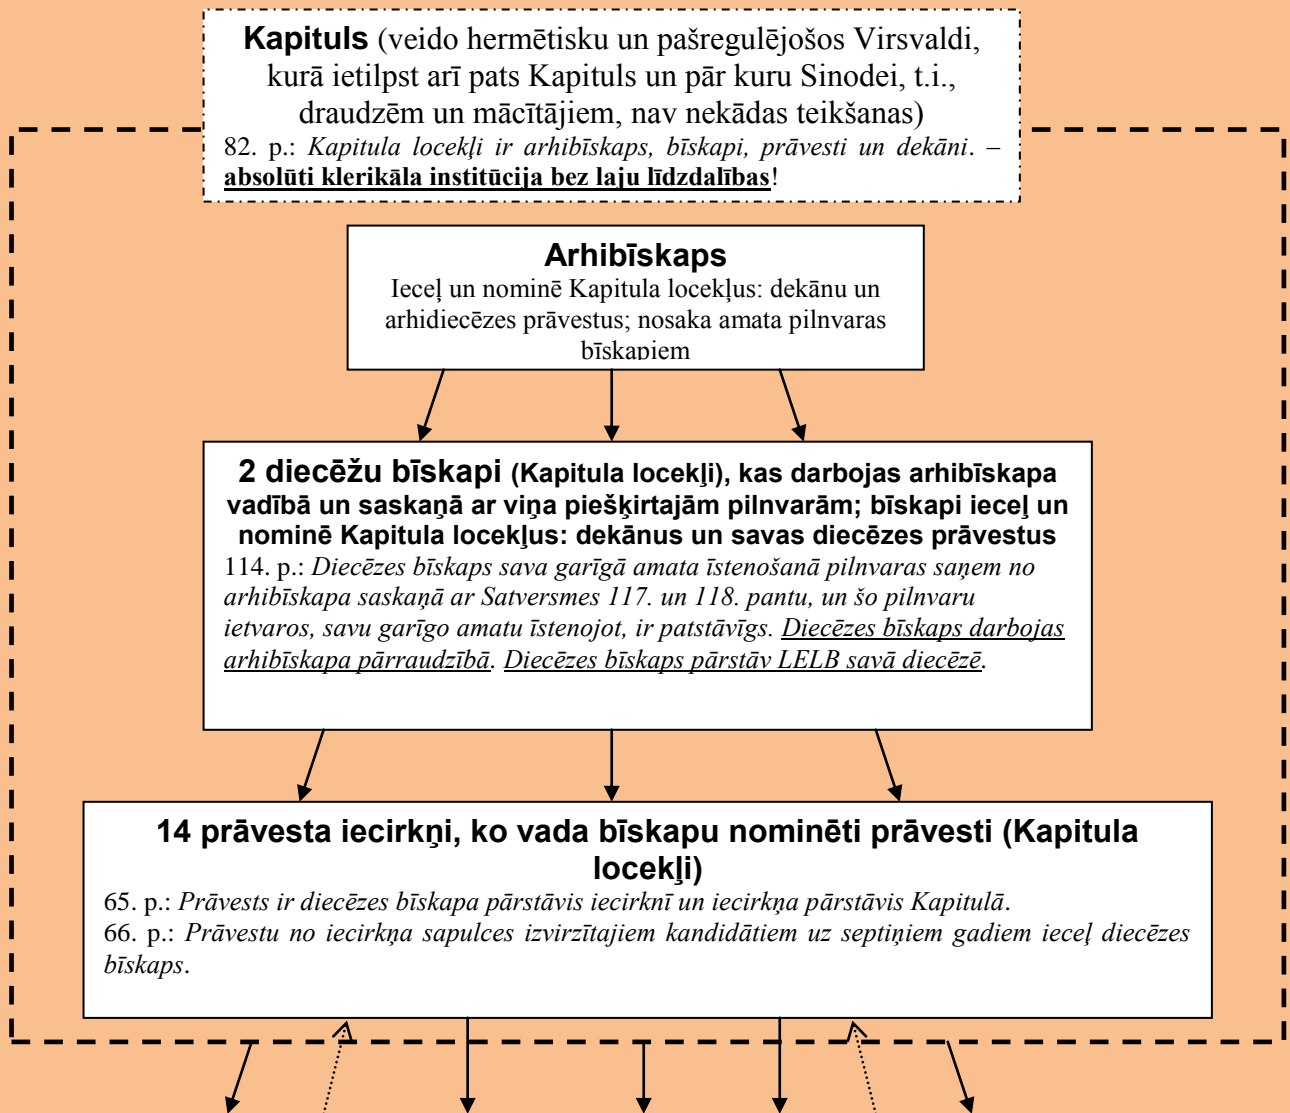 Kapituls (veido hermētisku un pašregulējošos Virsvaldi,
kurā ietilpst arī pats Kapituls un pār kuru Sinodei, t.i.,
draudzēm un mācītājiem, nav nekādas teikšanas)
82. p.: Kapitula locekļi ir arhibīskaps, bīskapi, prāvesti un dekāni. –
absolūti klerikāla institūcija bez laju līdzdalības!
Arhibīskaps
Ieceļ un nominē Kapitula locekļus: dekānu un
arhidiecēzes prāvestus; nosaka amata pilnvaras
bīskapiem
2 diecēžu bīskapi (Kapitula locekļi), kas darbojas arhibīskapa
vadībā un saskaņā ar viņa piešķirtajām pilnvarām; bīskapi ieceļ un
nominē Kapitula locekļus: dekānus un savas diecēzes prāvestus
114. p.: Diecēzes bīskaps sava garīgā amata īstenošanā pilnvaras saņem no
arhibīskapa saskaņā ar Satversmes 117. un 118. pantu, un šo pilnvaru
ietvaros, savu garīgo amatu īstenojot, ir patstāvīgs. Diecēzes bīskaps darbojas
arhibīskapa pārraudzībā. Diecēzes bīskaps pārstāv LELB savā diecēzē.
14 prāvesta iecirkņi, ko vada bīskapu nominēti prāvesti (Kapitula
locekļi)
65. p.: Prāvests ir diecēzes bīskapa pārstāvis iecirknī un iecirkņa pārstāvis Kapitulā.
66. p.: Prāvestu no iecirkņa sapulces izvirzītajiem kandidātiem uz septiņiem gadiem ieceļ diecēzes
bīskaps.